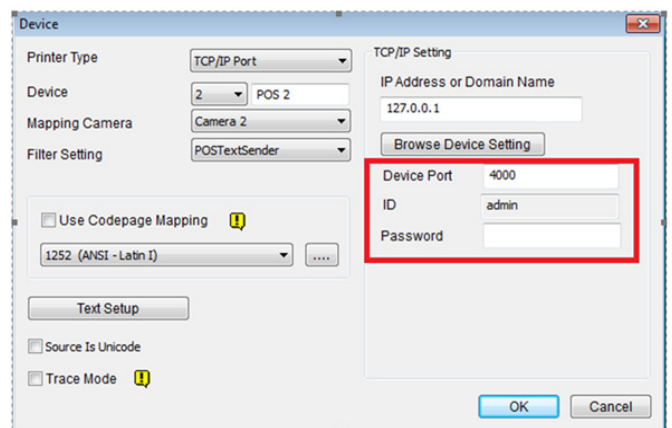 Device
Printer Type
TCP/IP Port
Device
2
POS 2
Mapping Camera
Camera 2
Filter Setting
POSTextSender
Use Codepage Mapping
1252 (ANSI - Latin I)
....
Text Setup
Source Is Unicode
Trace Mode
TCP/IP Setting
IP Address or Domain Name
127.0.0.1
Browse Device Setting
Device Port
4000
ID
admin
Password
OK
Cancel